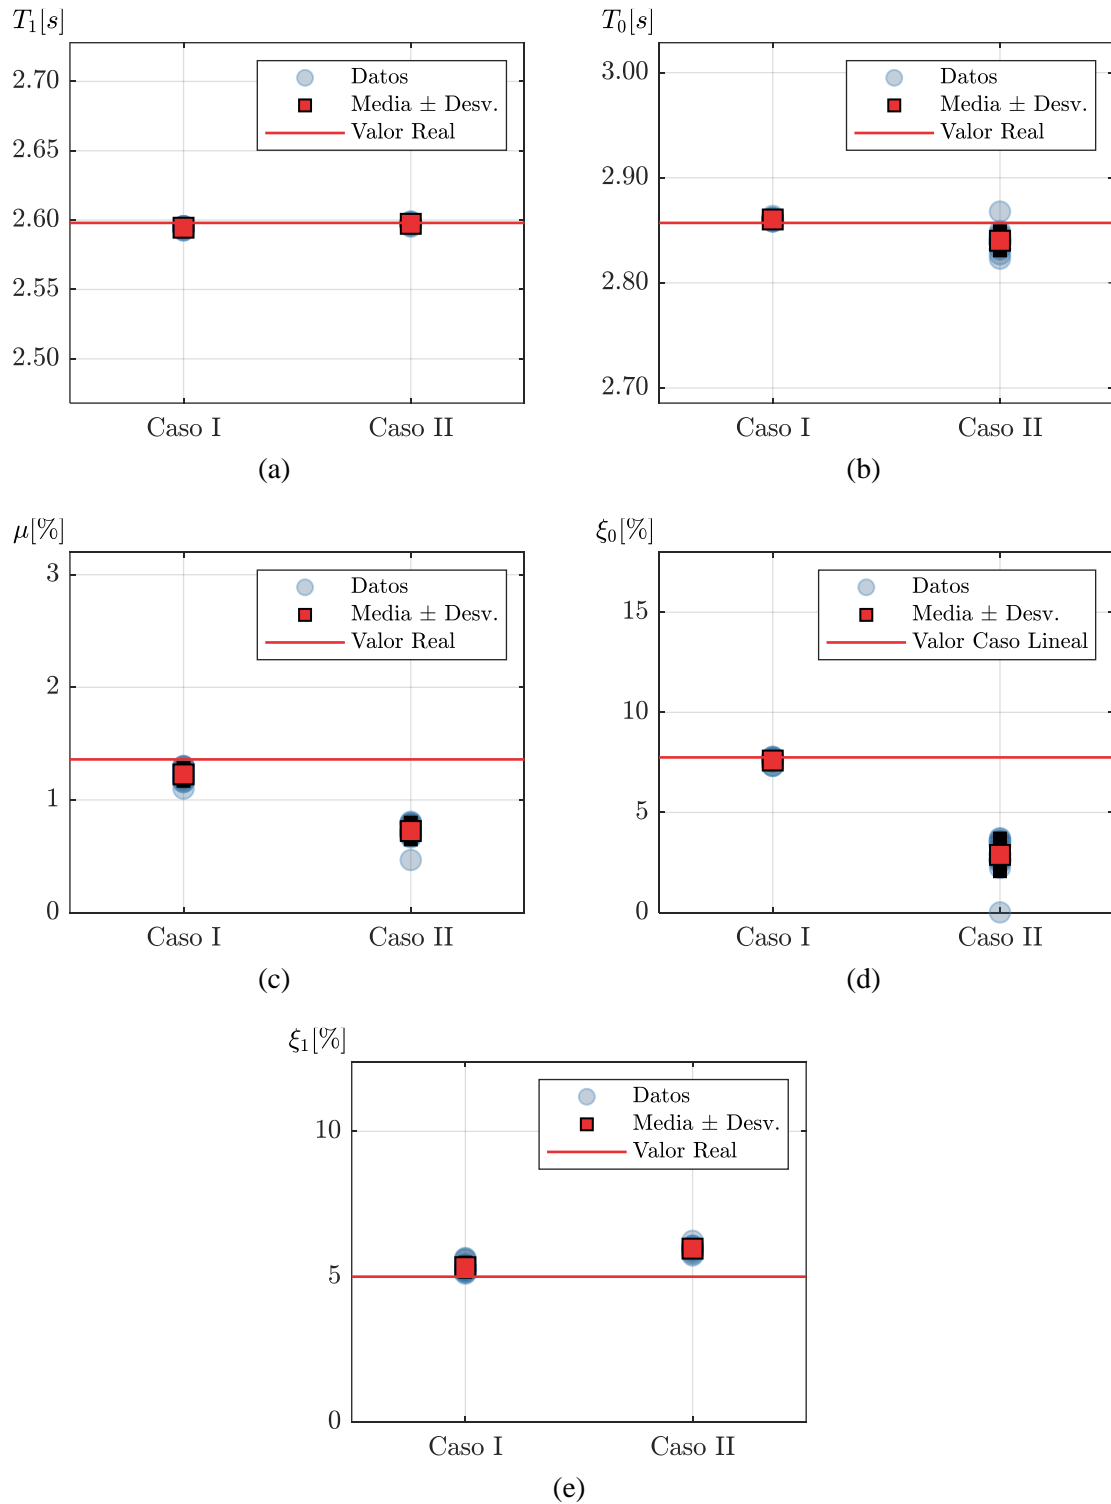 T₁[s]
2.70
2.65
2.60
2.55
2.50
Datos
Media ± Desv.
Valor Real
Caso I Caso II
(a)
T₀[s]
3.00
2.90
2.80
2.70
Datos
Media ± Desv.
Valor Real
Caso I Caso II
(b)
μ[%]
3
2
1
0
Datos
Media ± Desv.
Valor Real
Caso I Caso II
(c)
ξ₀[%]
15
10
5
0
Datos
Media ± Desv.
Valor Caso Lineal
Caso I Caso II
(d)
ξ₁[%]
10
5
0
Datos
Media ± Desv.
Valor Real
Caso I Caso II
(e)